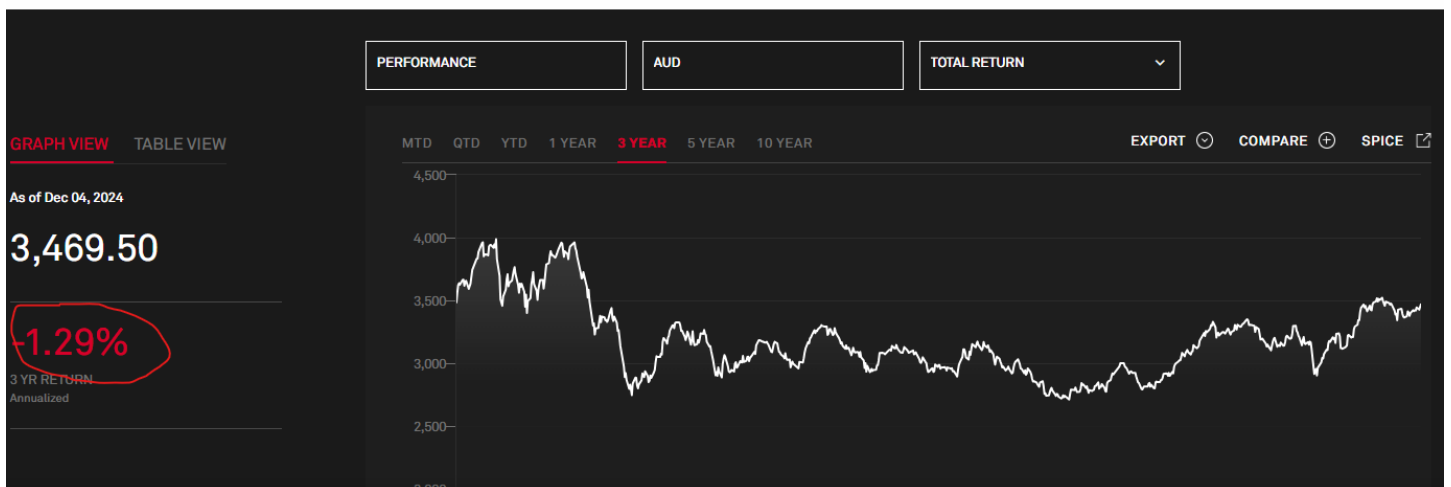 PERFORMANCE AUD TOTAL RETURN
GRAPH VIEW TABLE VIEW
MTD QTD YTD 1 YEAR 3 YEAR 5 YEAR 10 YEAR EXPORT COMPARE SPICE
As of Dec 04, 2024
3,469.50
-1.29%
3 YR RETURN
Annualized
4,500
4,000
3,500
3,000
2,500